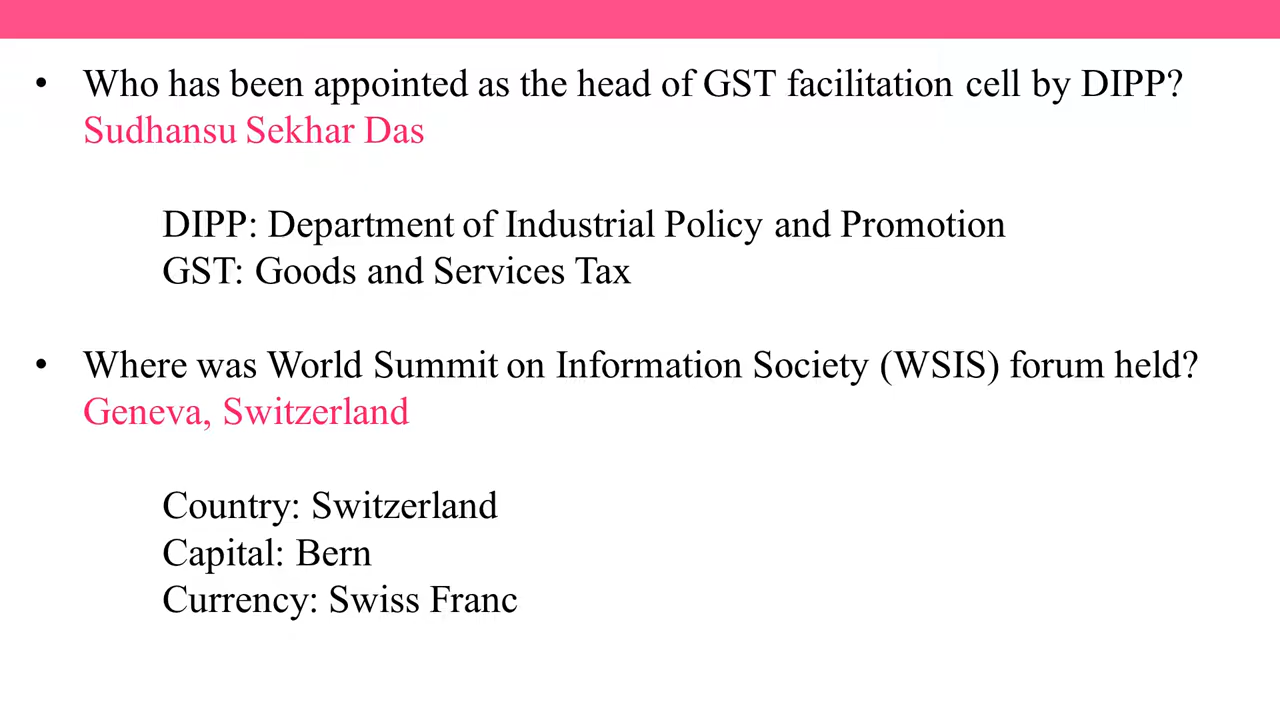 • Who has been appointed as the head of GST facilitation cell by DIPP?
Sudhansu Sekhar Das
DIPP: Department of Industrial Policy and Promotion
GST: Goods and Services Tax
• Where was World Summit on Information Society (WSIS) forum held?
Geneva, Switzerland
Country: Switzerland
Capital: Bern
Currency: Swiss Franc